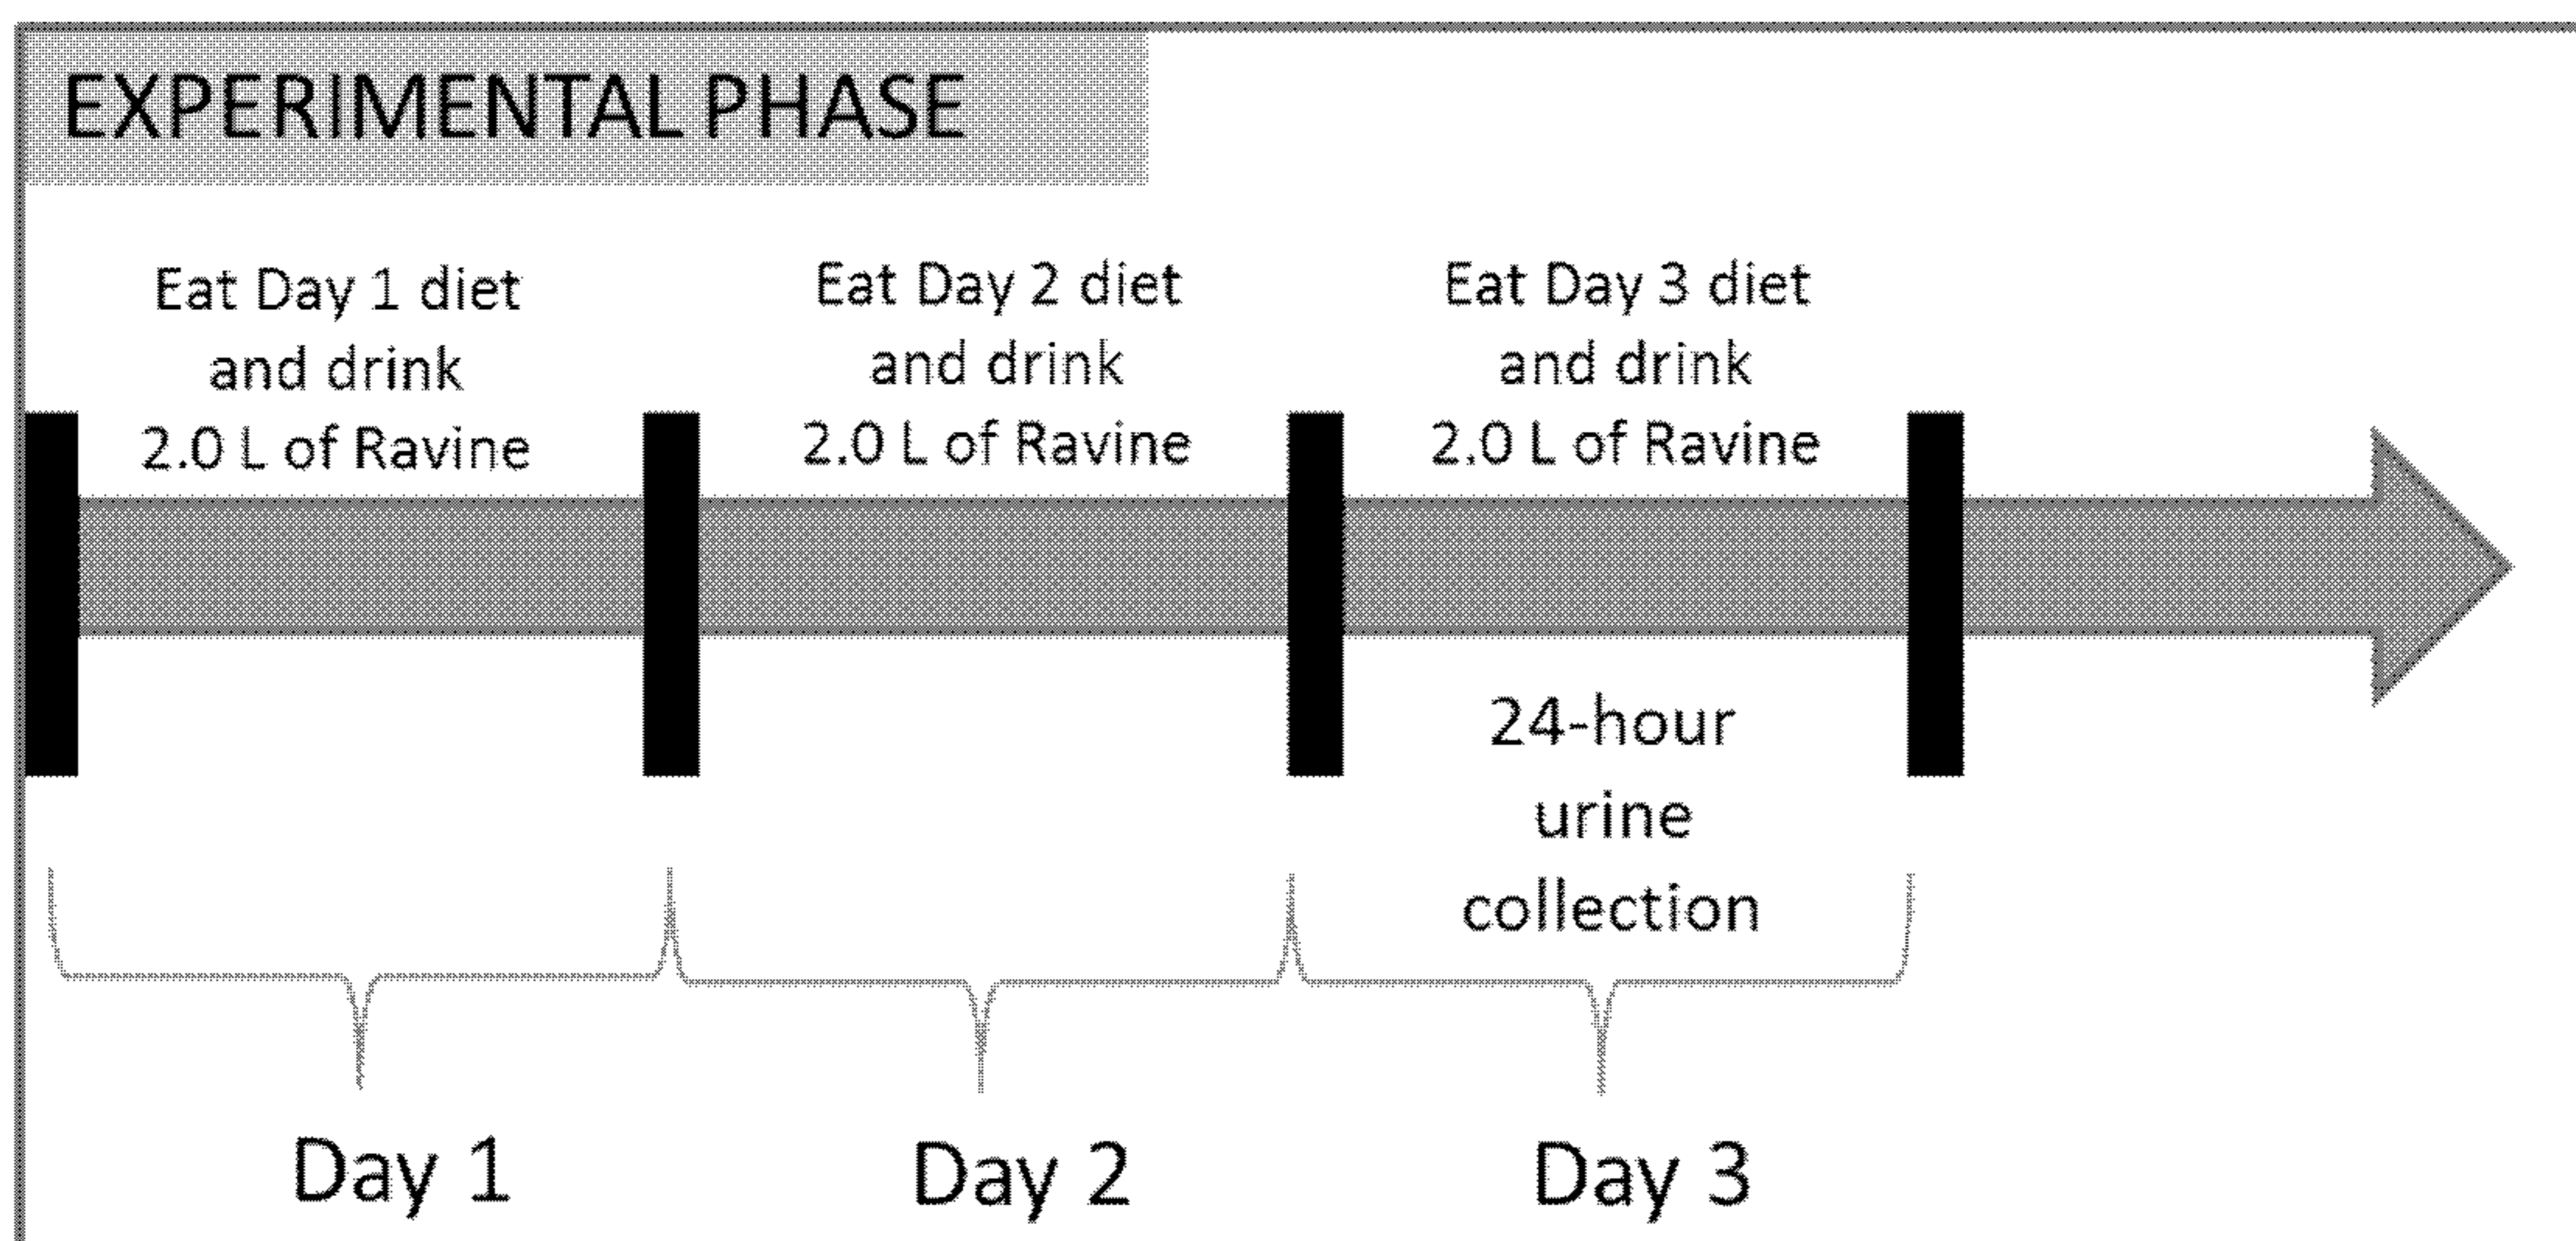 EXPERIMENTAL PHASE
Eat Day 1 diet
and drink
2.0 L of Ravine
Eat Day 2 diet
and drink
2.0 L of Ravine
Eat Day 3 diet
and drink
2.0 L of Ravine
24-hour
urine
collection
Day 1
Day 2
Day 3